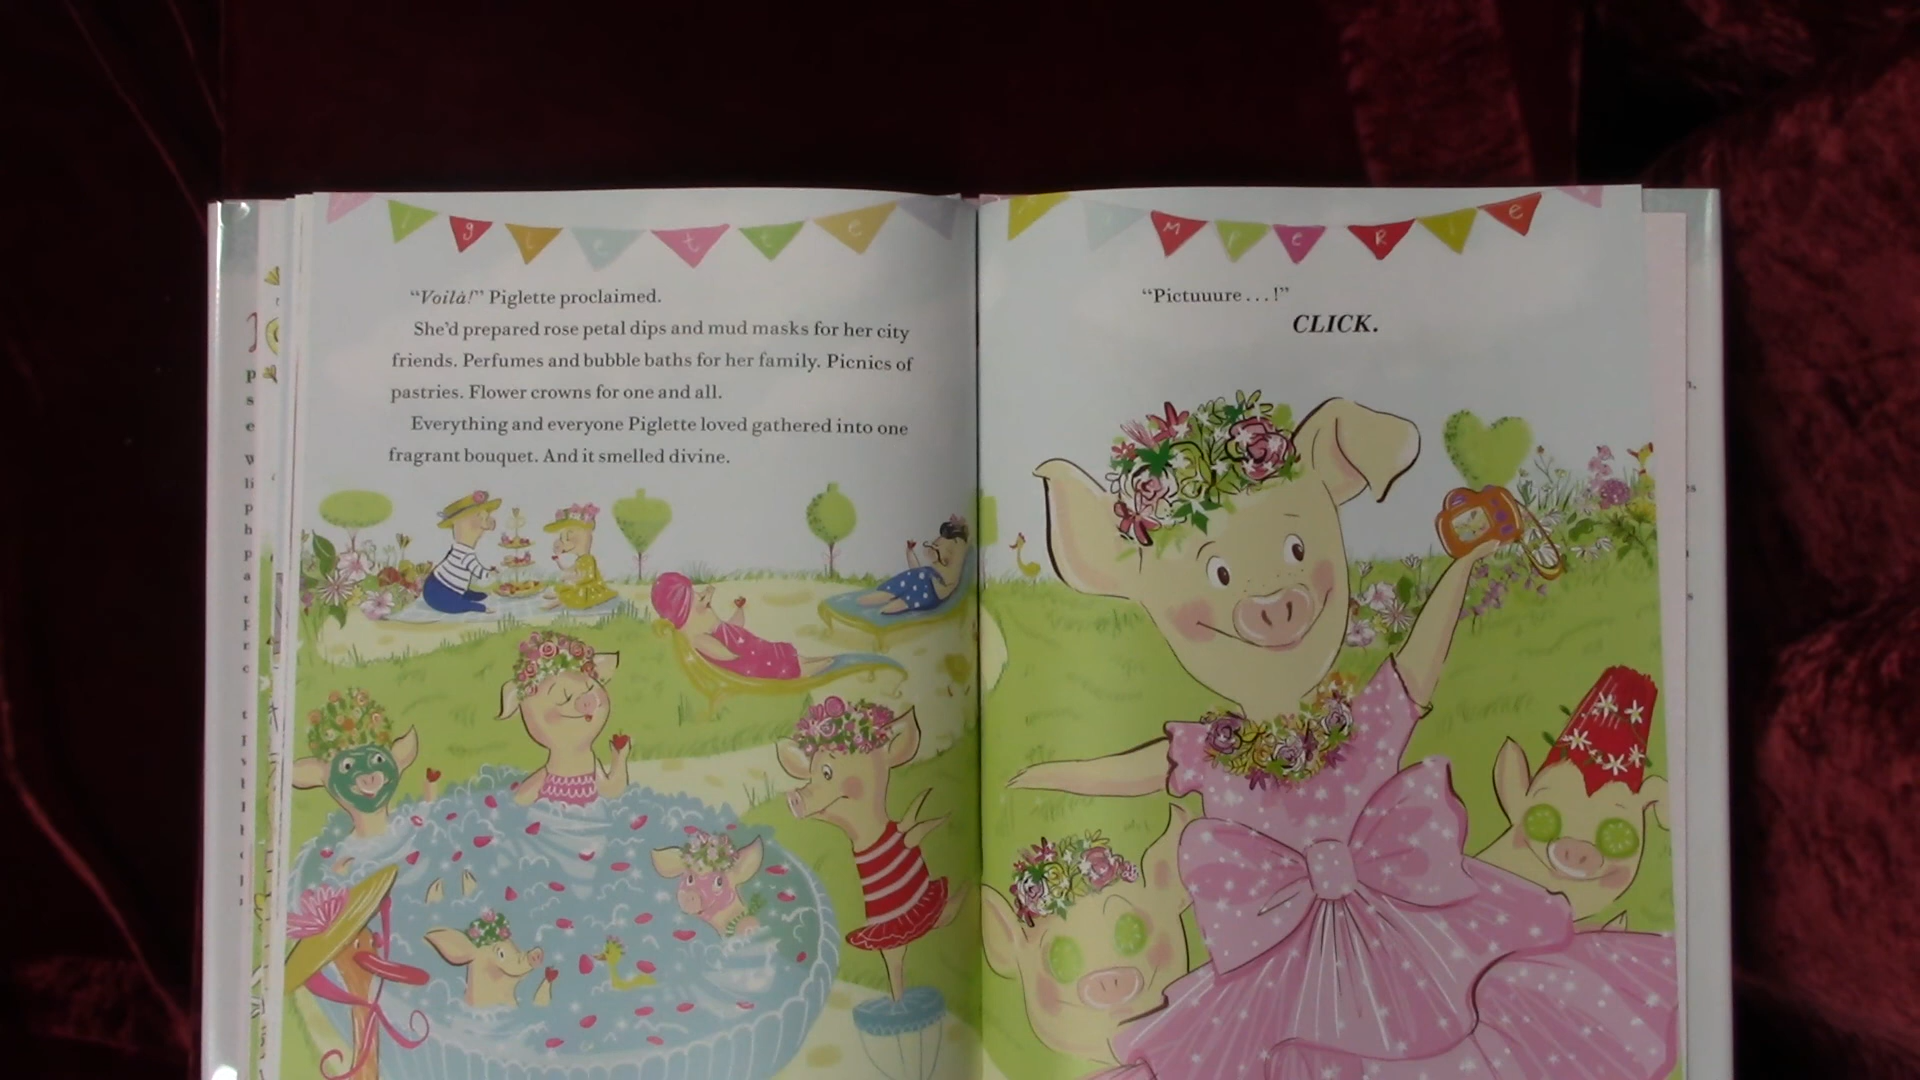 i g l e t t e
"Voilà!" Piglette proclaimed.
She'd prepared rose petal dips and mud masks for her city
friends. Perfumes and bubble baths for her family. Picnics of
pastries. Flower crowns for one and all.
Everything and everyone Piglette loved gathered into one
fragrant bouquet. And it smelled divine.
M e R i e
"Pictuuure . . . !"
CLICK.